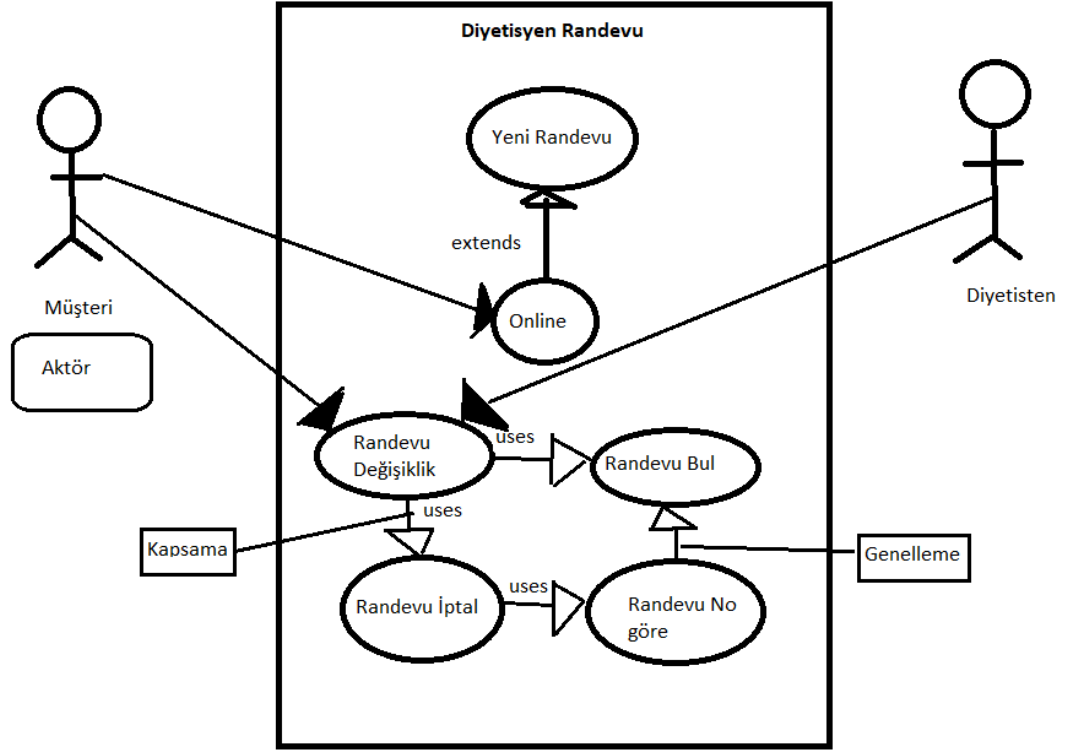 Diyetisyen Randevu
Yeni Randevu
extends
Online
Müşteri
Aktör
Diyetisten
Randevu
Değişiklik
uses
Randevu Bul
uses
Kapsama
Genelleme
Randevu İptal
uses
Randevu No
göre